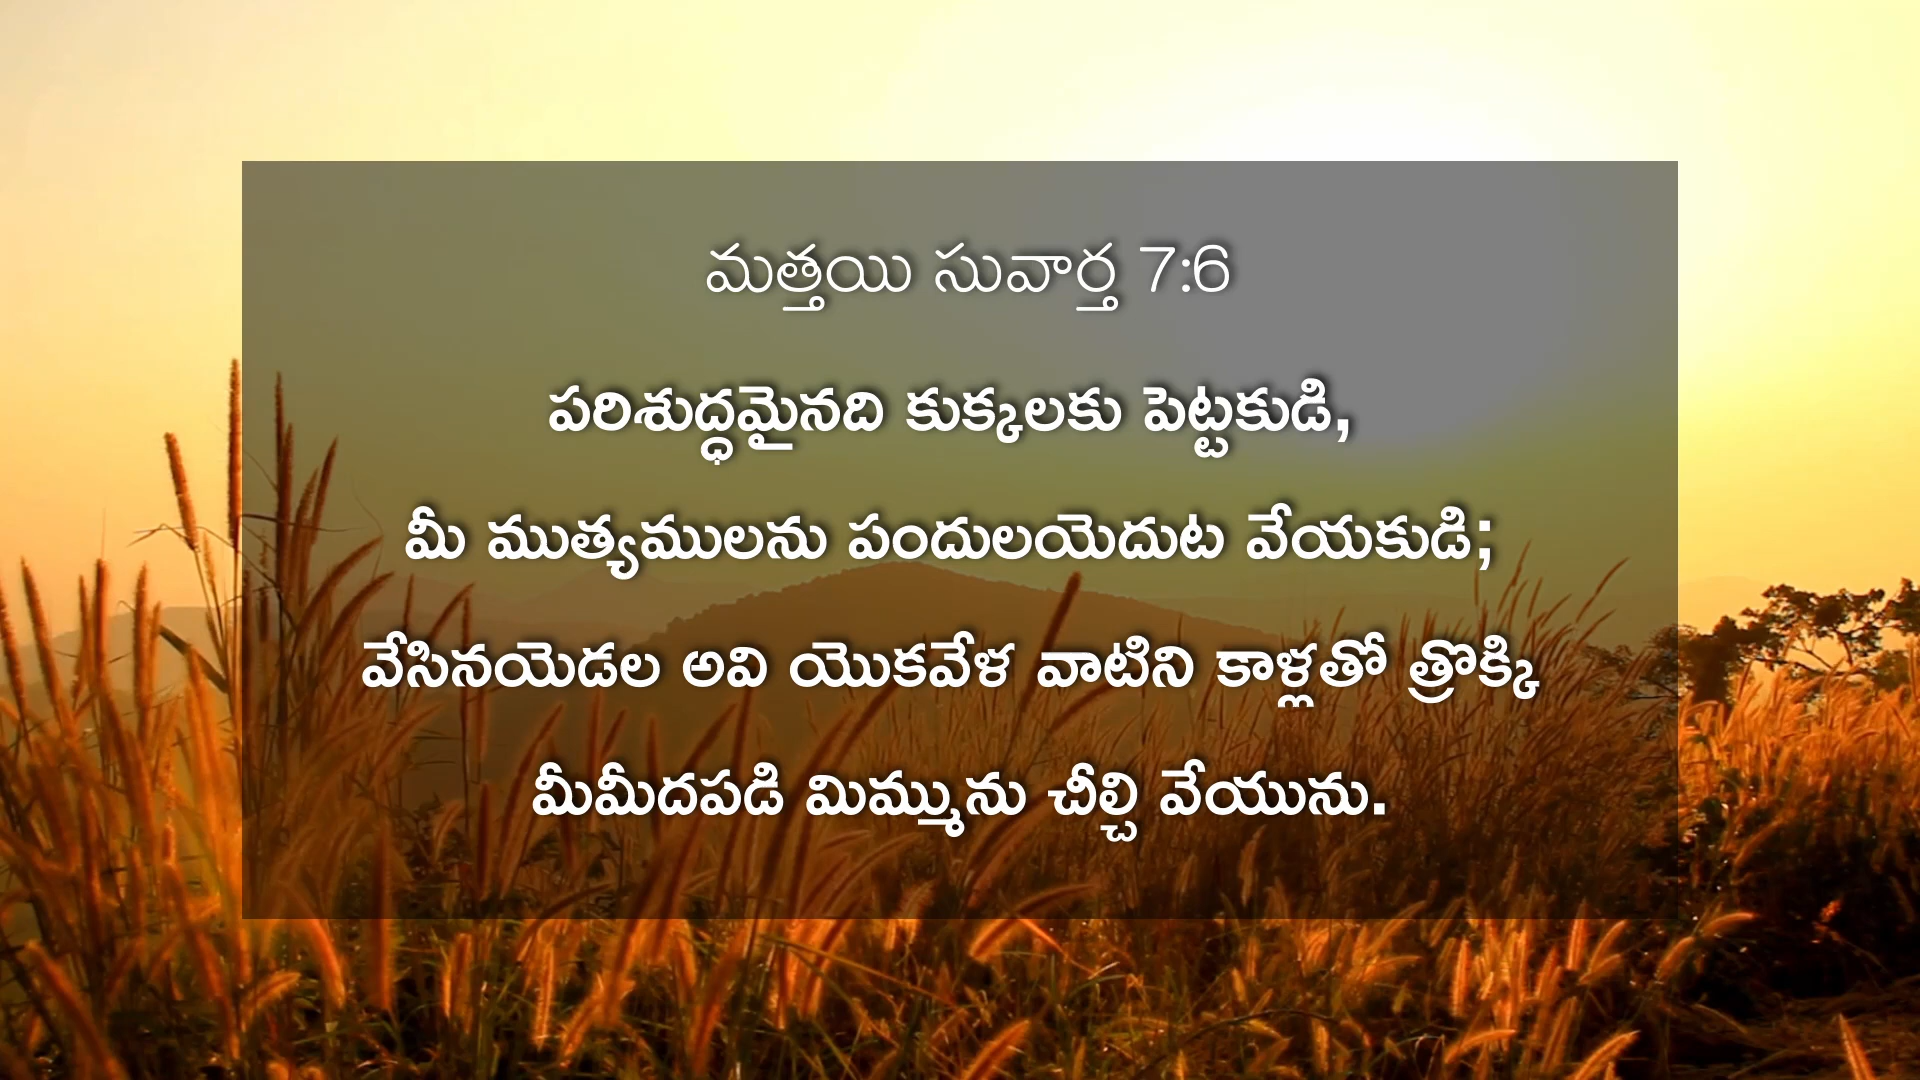 మత్తయి సువార్త 7:6
పరిశుద్ధమైనది కుక్కలకు పెట్టకుడి,
మీ ముత్యములను పందులయెదుట వేయకుడి;
వేసినయెడల అవి యొకవేళ వాటిని కాళ్లతో త్రొక్కి
మీమీదపడి మిమ్మును చీల్చి వేయును.